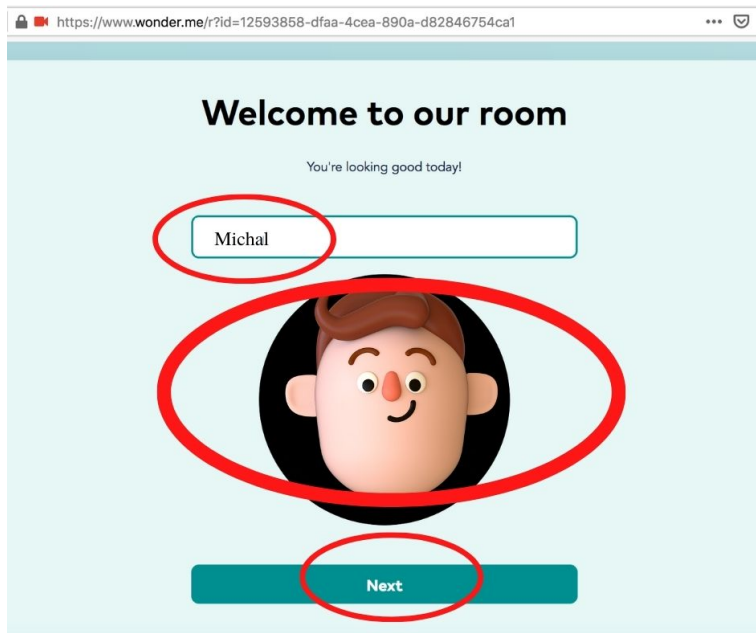 https://www.wonder.me/r?id=12593858-dfaa-4cea-890a-d82846754ca1
Welcome to our room
You're looking good today!
Michal
Next